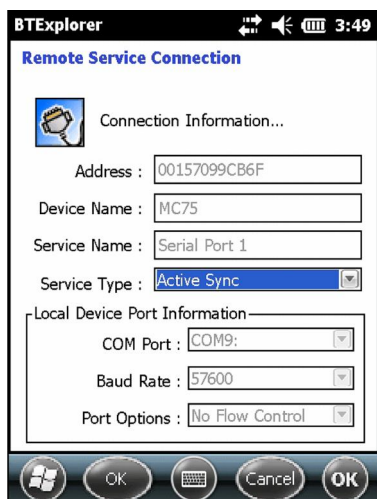 BTExplorer 3:49
Remote Service Connection
Connection Information...
Address : 00157099CB6F
Device Name : MC75
Service Name : Serial Port 1
Service Type : Active Sync
Local Device Port Information
COM Port : COM9:
Baud Rate : 57600
Port Options : No Flow Control
OK Cancel OK